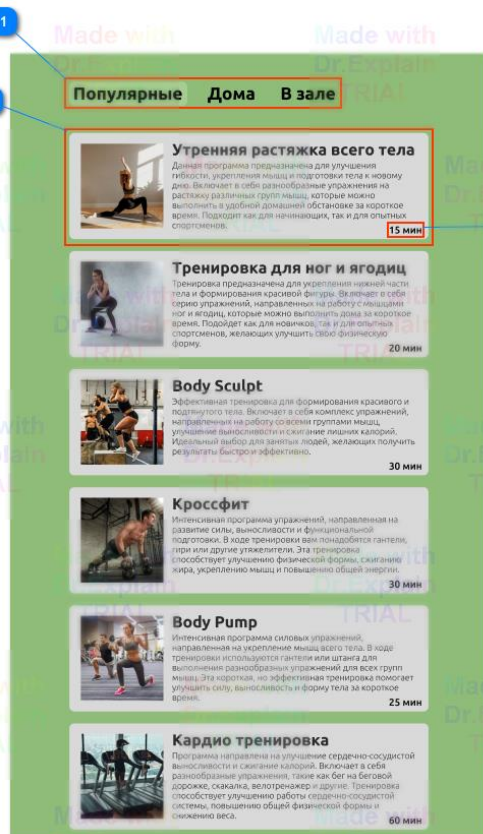 1
Made with
Dr.Explain
TRIAL
Made with
Dr.Explain
TRIAL
Популярные Дома В зале
Утренняя растяжка всего тела
Данная программа предназначена для улучшения
гибкости, укрепления мышц и подготовки тела к новому
дню. Включает в себя разнообразные упражнения на
растяжку различных групп мышц, которые можно
выполнить в удобной домашней обстановке за короткое
время. Подходит как для начинающих, так и для опытных
спортсменов.
15 мин
Тренировка для ног и ягодиц
Тренировка предназначена для укрепления нижней части
тела и формирования красивой фигуры. Включает в себя
серию упражнений, направленных на работу с мышцами
ног и ягодиц, которые можно выполнить дома за короткое
время. Подойдет как для новичков, так и для опытных
спортсменов, желающих улучшить свою физическую
форму.
20 мин
Body Sculpt
Эффективная тренировка для формирования красивого и
подтянутого тела. Включает в себя комплекс упражнений,
направленных на работу со всеми группами мышц,
улучшение выносливости и сжигание лишних калорий.
Идеальный выбор для занятых людей, желающих получить
результаты быстро и эффективно.
30 мин
Кроссфит
Интенсивная программа упражнений, направленная на
развитие силы, выносливости и функциональной
подготовки. В ходе тренировки вам понадобятся гантели,
гири или другие утяжелители. Эта тренировка
способствует улучшению физической формы, сжиганию
жира, укреплению мышц и повышению общей энергии.
30 мин
Body Pump
Интенсивная программа силовых упражнений,
направленная на укрепление мышц всего тела. В ходе
тренировки используются гантели или штанга для
выполнения разнообразных упражнений для всех групп
мышц. Эта короткая, но эффективная тренировка помогает
улучшить силу, выносливость и форму тела за короткое
время.
25 мин
Кардио тренировка
Программа направлена на улучшение сердечно-сосудистой
выносливости и сжигание калорий. Включает в себя
разнообразные упражнения, такие как бег на беговой
дорожке, скакалка, велотренажер и другие. Тренировка
способствует улучшению работы сердечно-сосудистой
системы, повышению общей физической формы и
снижению веса.
60 мин